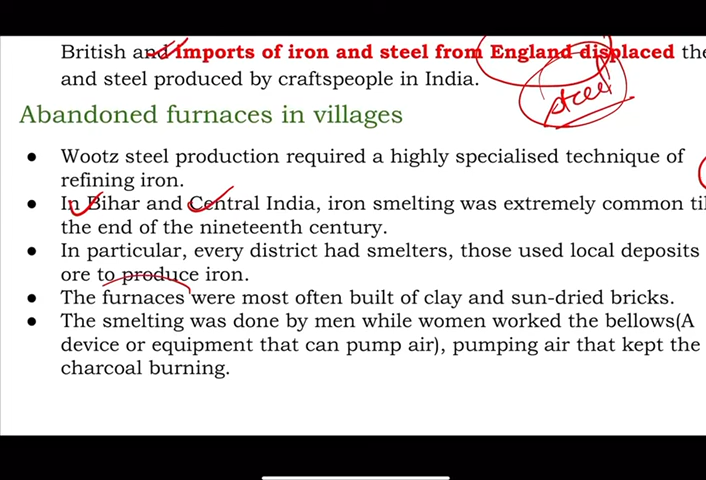 British and Imports of iron and steel from England displaced the
and steel produced by craftspeople in India.
steel
Abandoned furnaces in villages
● Wootz steel production required a highly specialised technique of
refining iron.
● In Bihar and Central India, iron smelting was extremely common til
the end of the nineteenth century.
● In particular, every district had smelters, those used local deposits
ore to produce iron.
● The furnaces were most often built of clay and sun-dried bricks.
● The smelting was done by men while women worked the bellows(A
device or equipment that can pump air), pumping air that kept the
charcoal burning.